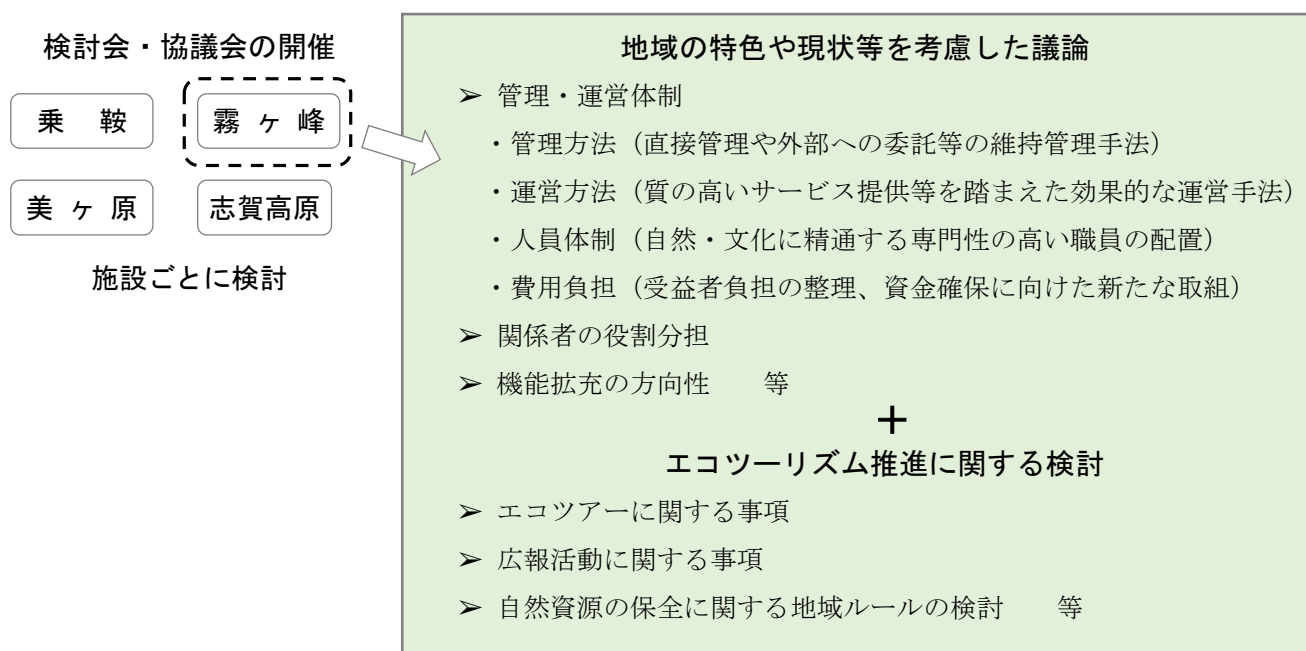 検討会・協議会の開催
乗 鞍
霧 ヶ 峰
美 ヶ 原
志賀高原
施設ごとに検討
地域の特色や現状等を考慮した議論
➢ 管理・運営体制
・管理方法（直接管理や外部への委託等の維持管理手法）
・運営方法（質の高いサービス提供等を踏まえた効果的な運営手法）
・人員体制（自然・文化に精通する専門性の高い職員の配置）
・費用負担（受益者負担の整理、資金確保に向けた新たな取組）
➢ 関係者の役割分担
➢ 機能拡充の方向性　　等
＋
エコツーリズム推進に関する検討
➢ エコツアーに関する事項
➢ 広報活動に関する事項
➢ 自然資源の保全に関する地域ルールの検討　　等